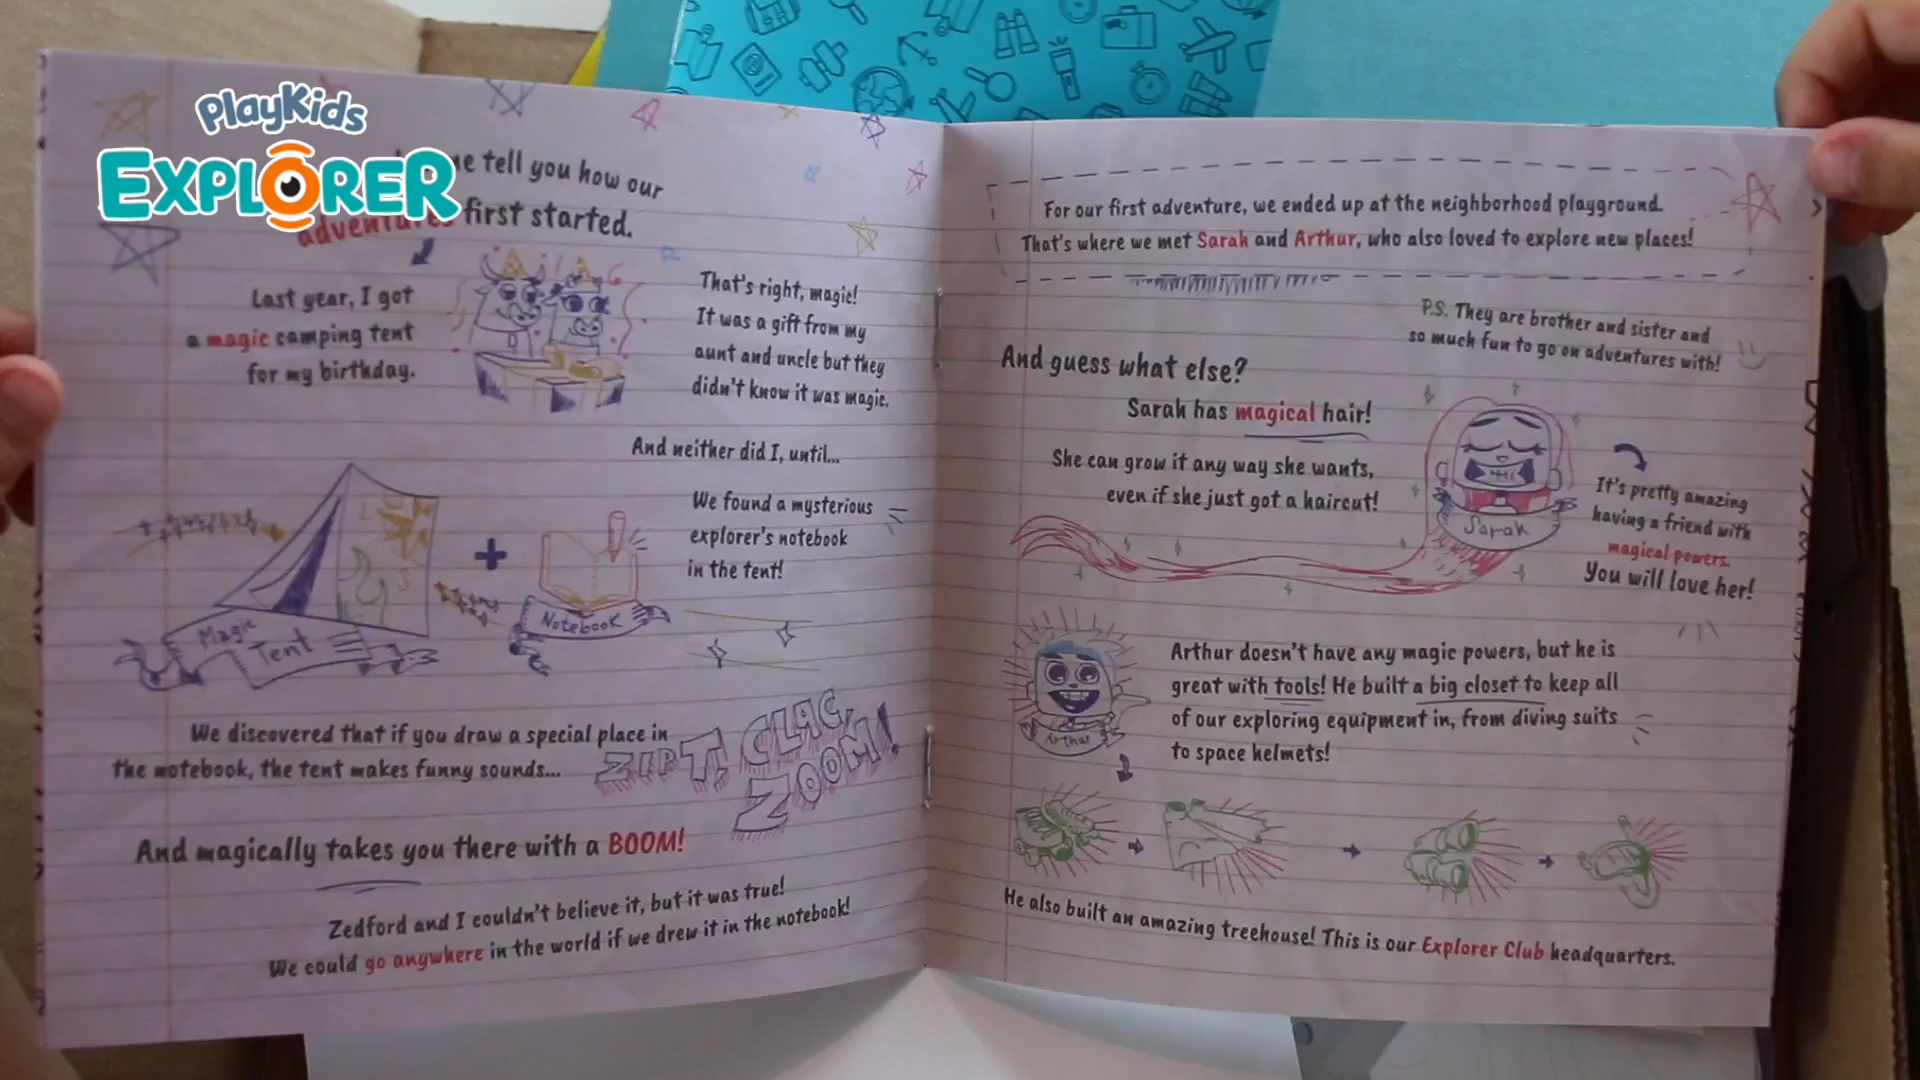 PlayKids
EXPLORER
me tell you how our
adventures first started.
Last year, I got
a magic camping tent
for my birthday.
That's right, magic!
It was a gift from my
aunt and uncle but they
didn't know it was magic.
And neither did I, until...
We found a mysterious
explorer's notebook
in the tent!
Magic
Tent
+
Notebook
We discovered that if you draw a special place in
the notebook, the tent makes funny sounds...
ZIPT, CLAC,
ZOOM!
And magically takes you there with a BOOM!
Zedford and I couldn't believe it, but it was true!
We could go anywhere in the world if we drew it in the notebook!
For our first adventure, we ended up at the neighborhood playground.
That's where we met Sarah and Arthur, who also loved to explore new places!
P.S. They are brother and sister and
so much fun to go on adventures with!
And guess what else?
Sarah has magical hair!
She can grow it any way she wants,
even if she just got a haircut!
Sarah
It's pretty amazing
having a friend with
magical powers.
You will love her!
Arthur doesn't have any magic powers, but he is
great with tools! He built a big closet to keep all
of our exploring equipment in, from diving suits
to space helmets!
Arthur
He also built an amazing treehouse! This is our Explorer Club headquarters.